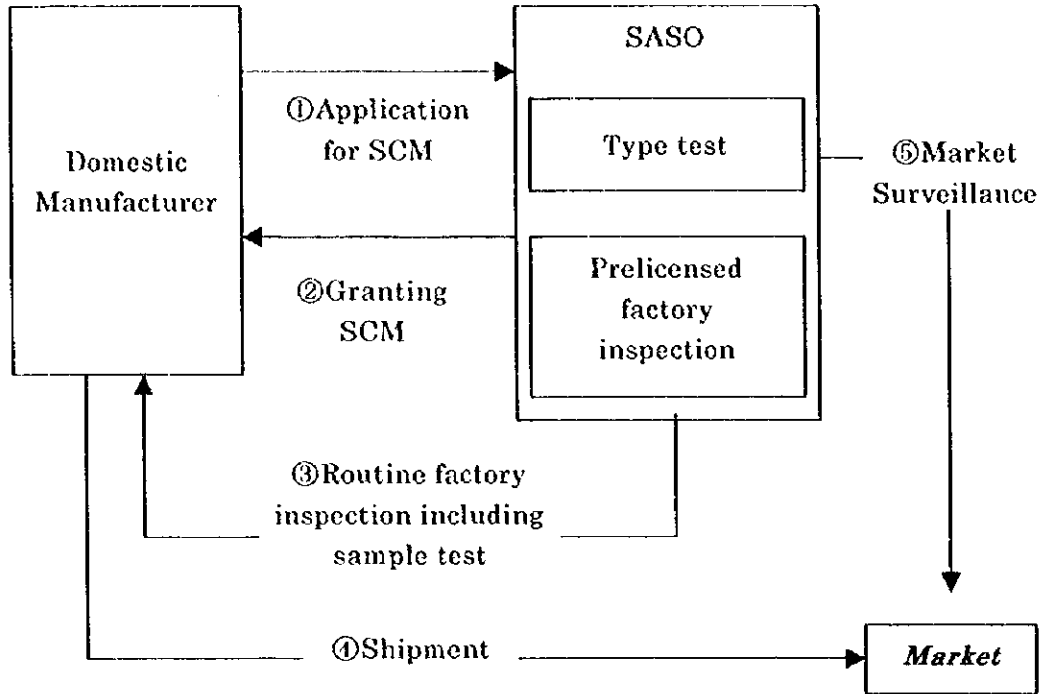 SASO
①Application
for SCM
Type test
Domestic
Manufacturer
⑤Market
Surveillance
②Granting
SCM
Prelicensed
factory
inspection
③Routine factory
inspection including
sample test
④Shipment
Market